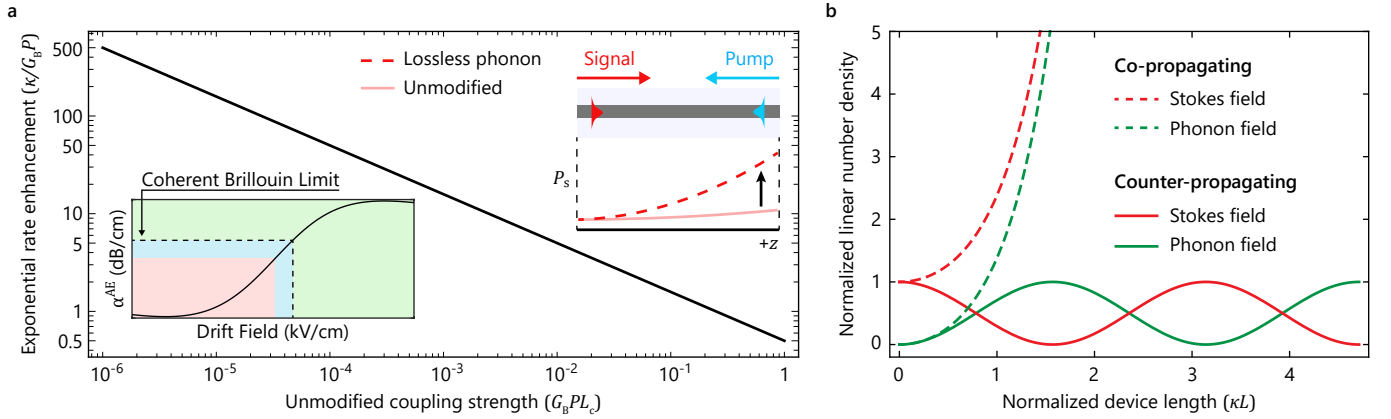 a
Exponential rate enhancement (κ/G_B P)
500
100
50
10
5
1
0.5
10⁻⁶
10⁻⁵
10⁻⁴
10⁻³
10⁻²
10⁻¹
1
Unmodified coupling strength (G_B PL_c)
Lossless phonon
Unmodified
Signal
Pump
P_s
+z
Coherent Brillouin Limit
α^AE (dB/cm)
Drift Field (kV/cm)
b
Normalized linear number density
5
4
3
2
1
0
0
1
2
3
4
Normalized device length (κL)
Co-propagating
Stokes field
Phonon field
Counter-propagating
Stokes field
Phonon field